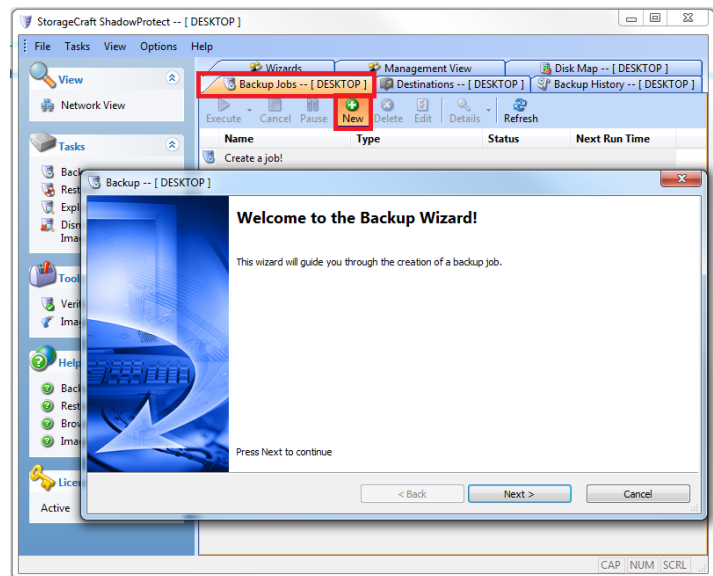 StorageCraft ShadowProtect -- [ DESKTOP ]
File Tasks View Options Help
View
Network View
Tasks
Help
Active
Wizards Management View Disk Map -- [ DESKTOP ]
Backup Jobs -- [ DESKTOP ] Destinations -- [ DESKTOP ] Backup History -- [ DESKTOP ]
Execute Cancel Pause New Delete Edit Details Refresh
Name Type Status Next Run Time
Create a job!
Backup -- [ DESKTOP ]
Welcome to the Backup Wizard!
This wizard will guide you through the creation of a backup job.
Press Next to continue
< Back Next > Cancel
CAP NUM SCRL